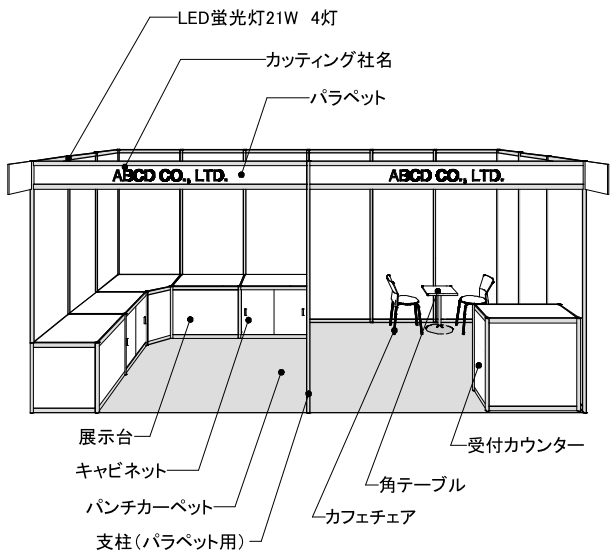 LED蛍光灯21W 4灯
カッティング社名
パラペット
ABCD CO., LTD.
ABCD CO., LTD.
展示台
受付カウンター
キャビネット
角テーブル
パンチカーペット
カフェチェア
支柱(パラペット用)